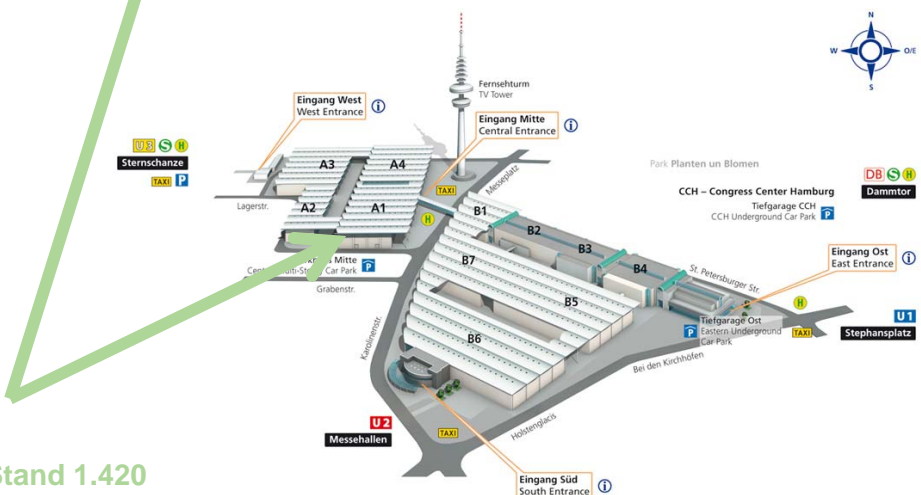 N
W
O/E
S
Fernsehturm
TV Tower
Eingang West
West Entrance
i
Eingang Mitte
Central Entrance
i
U3 S H
Sternschanze
TAXI P
A3
A4
A2
A1
Lagerstr.
TAXI
Messeplatz
H
Park Planten un Blomen
DB S H
Dammtor
CCH – Congress Center Hamburg
Tiefgarage CCH
CCH Underground Car Park
P
B1
B2
B3
B4
B7
B5
B6
St. Petersburger Str.
Eingang Ost
East Entrance
i
Mitte
Car Park
P
Grabenstr.
Karolinenstr.
H
U1
Stephansplatz
TAXI
P
Tiefgarage Ost
Eastern Underground
Car Park
Bei den Kirchhöfen
U2
Messehallen
TAXI
Holstenglacis
Stand 1.420
Eingang Süd
South Entrance
i